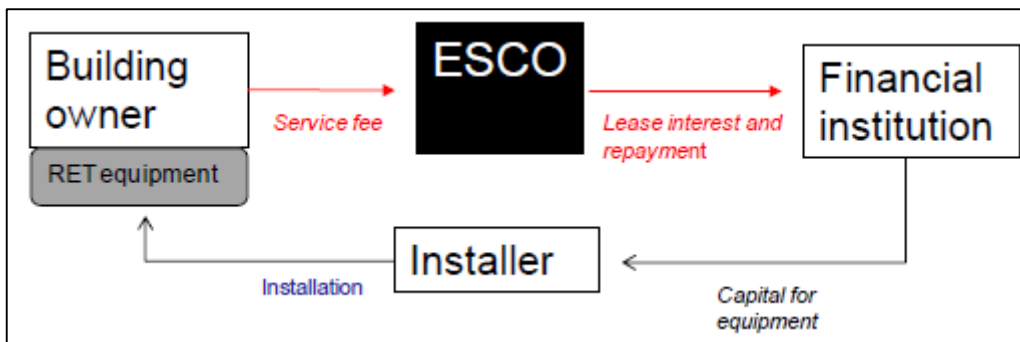 Building
owner
RET equipment
Service fee
ESCO
Lease interest and
repayment
Financial
institution
Installation
Installer
Capital for
equipment